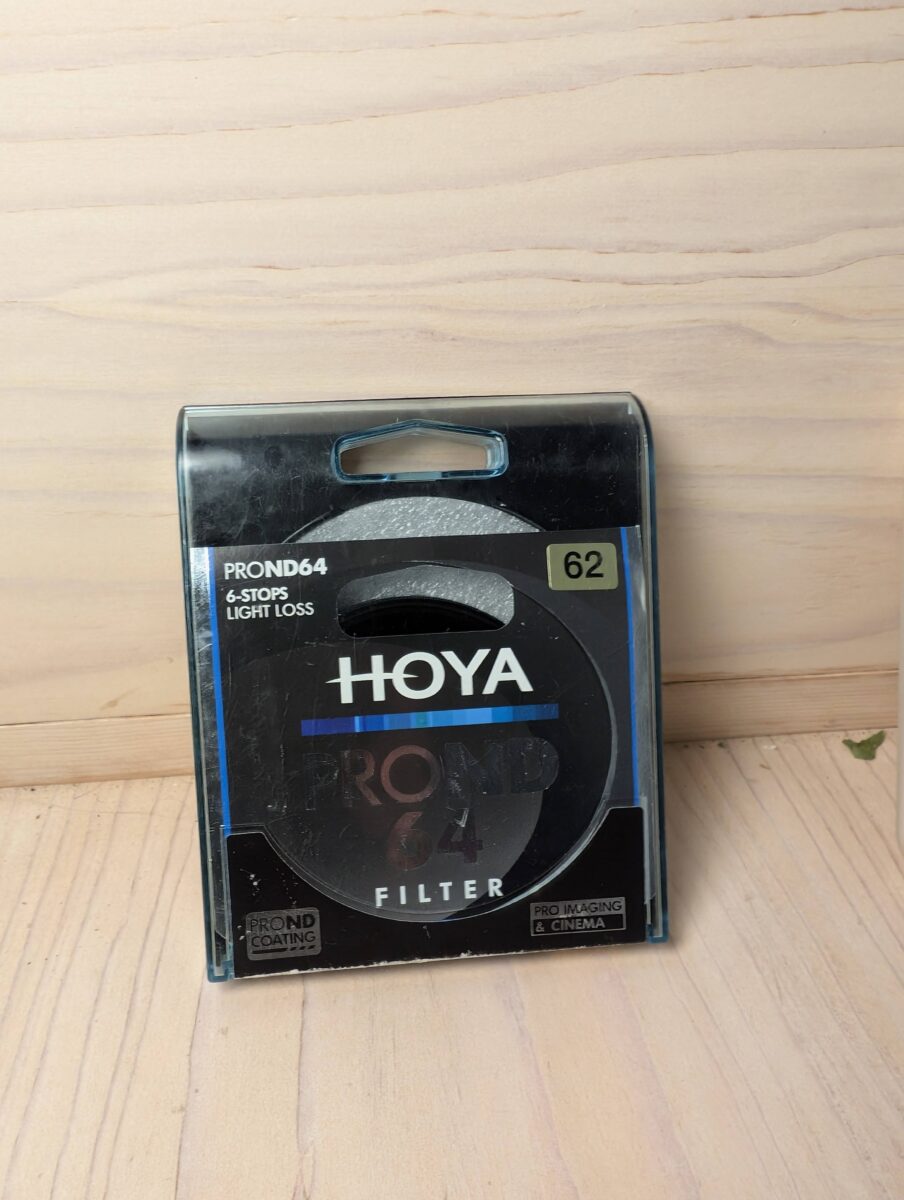 PROND64
6-STOPS
LIGHT LOSS
62
HOYA
PROND
64
FILTER
PROND
COATING
PRO IMAGING
& CINEMA